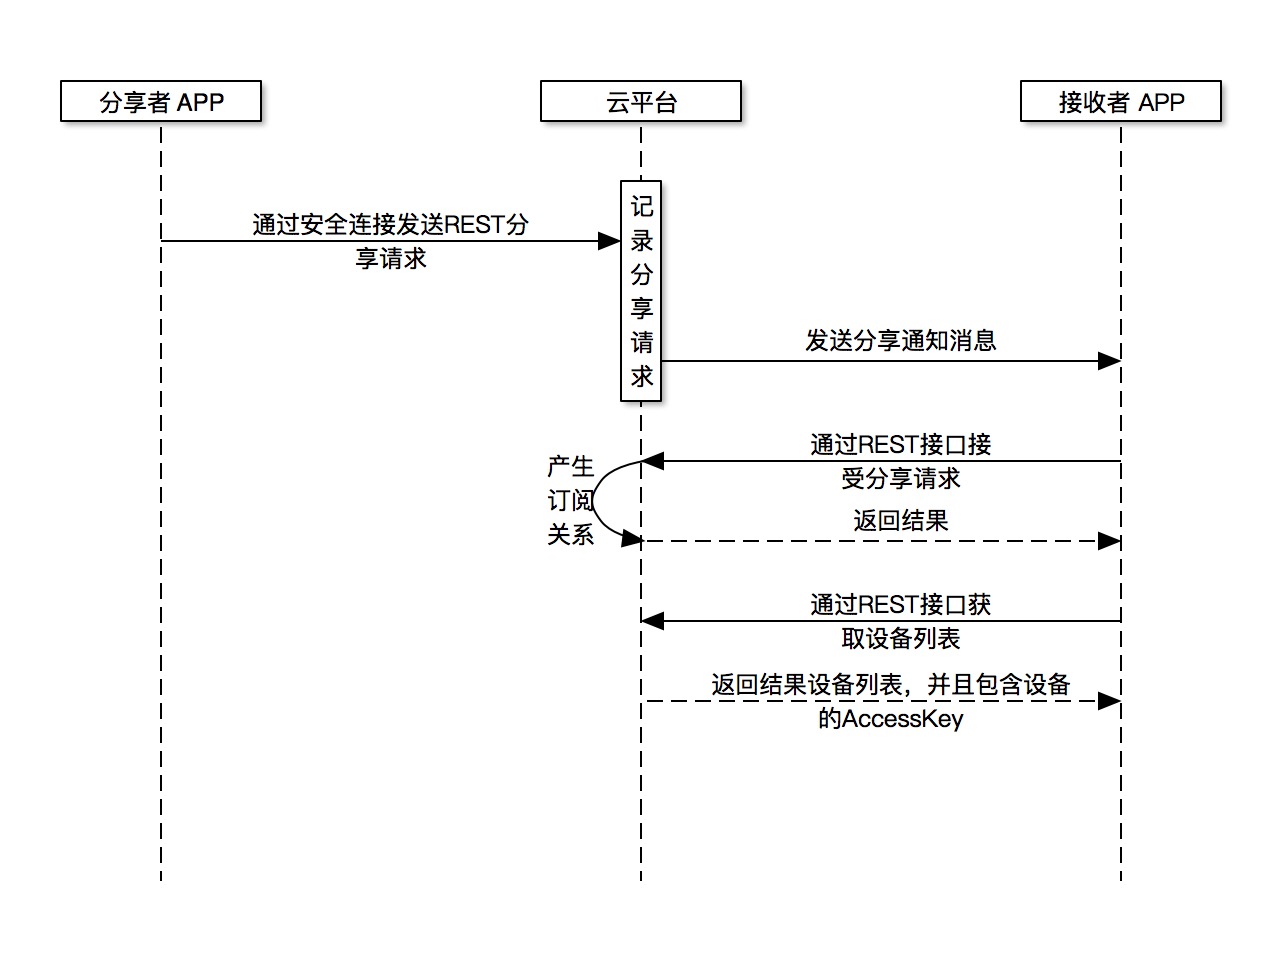 分享者 APP
云平台
接收者 APP
通过安全连接发送REST分
享请求
记
录
分
享
请
求
发送分享通知消息
通过REST接口接
受分享请求
产生
订阅
关系
返回结果
通过REST接口获
取设备列表
返回结果设备列表，并且包含设备
的AccessKey